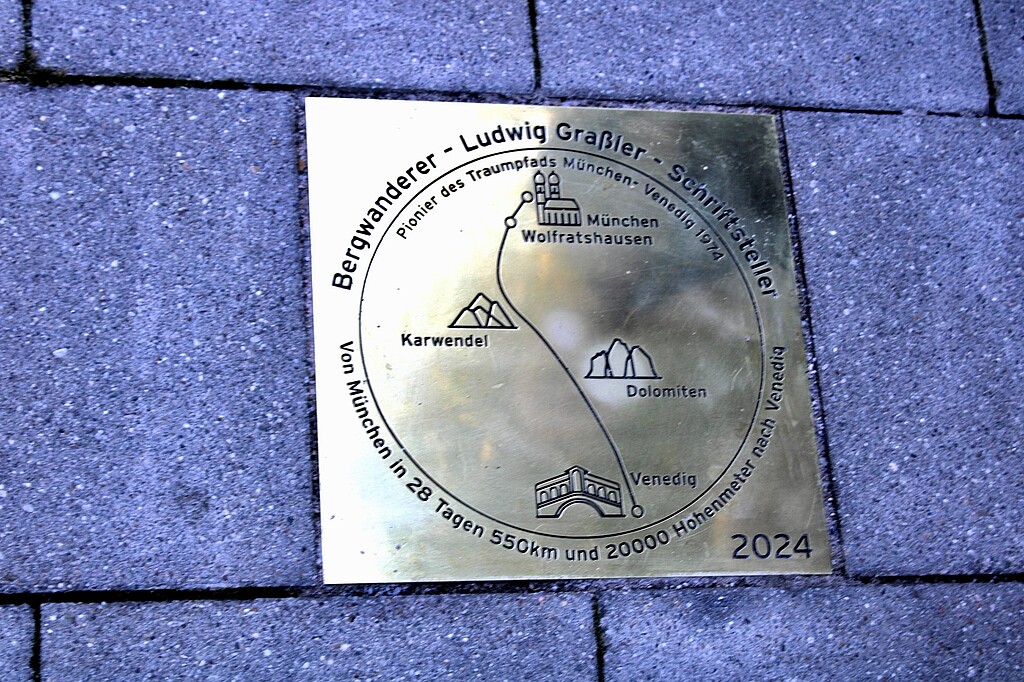 Bergwanderer - Ludwig Graßler - Schriftsteller
Pionier des Traumpfads München- Venedig 1974
München
Wolfratshausen
Karwendel
Dolomiten
Venedig
Von München in 28 Tagen 550km und 20000 Höhenmeter nach Venedig
2024